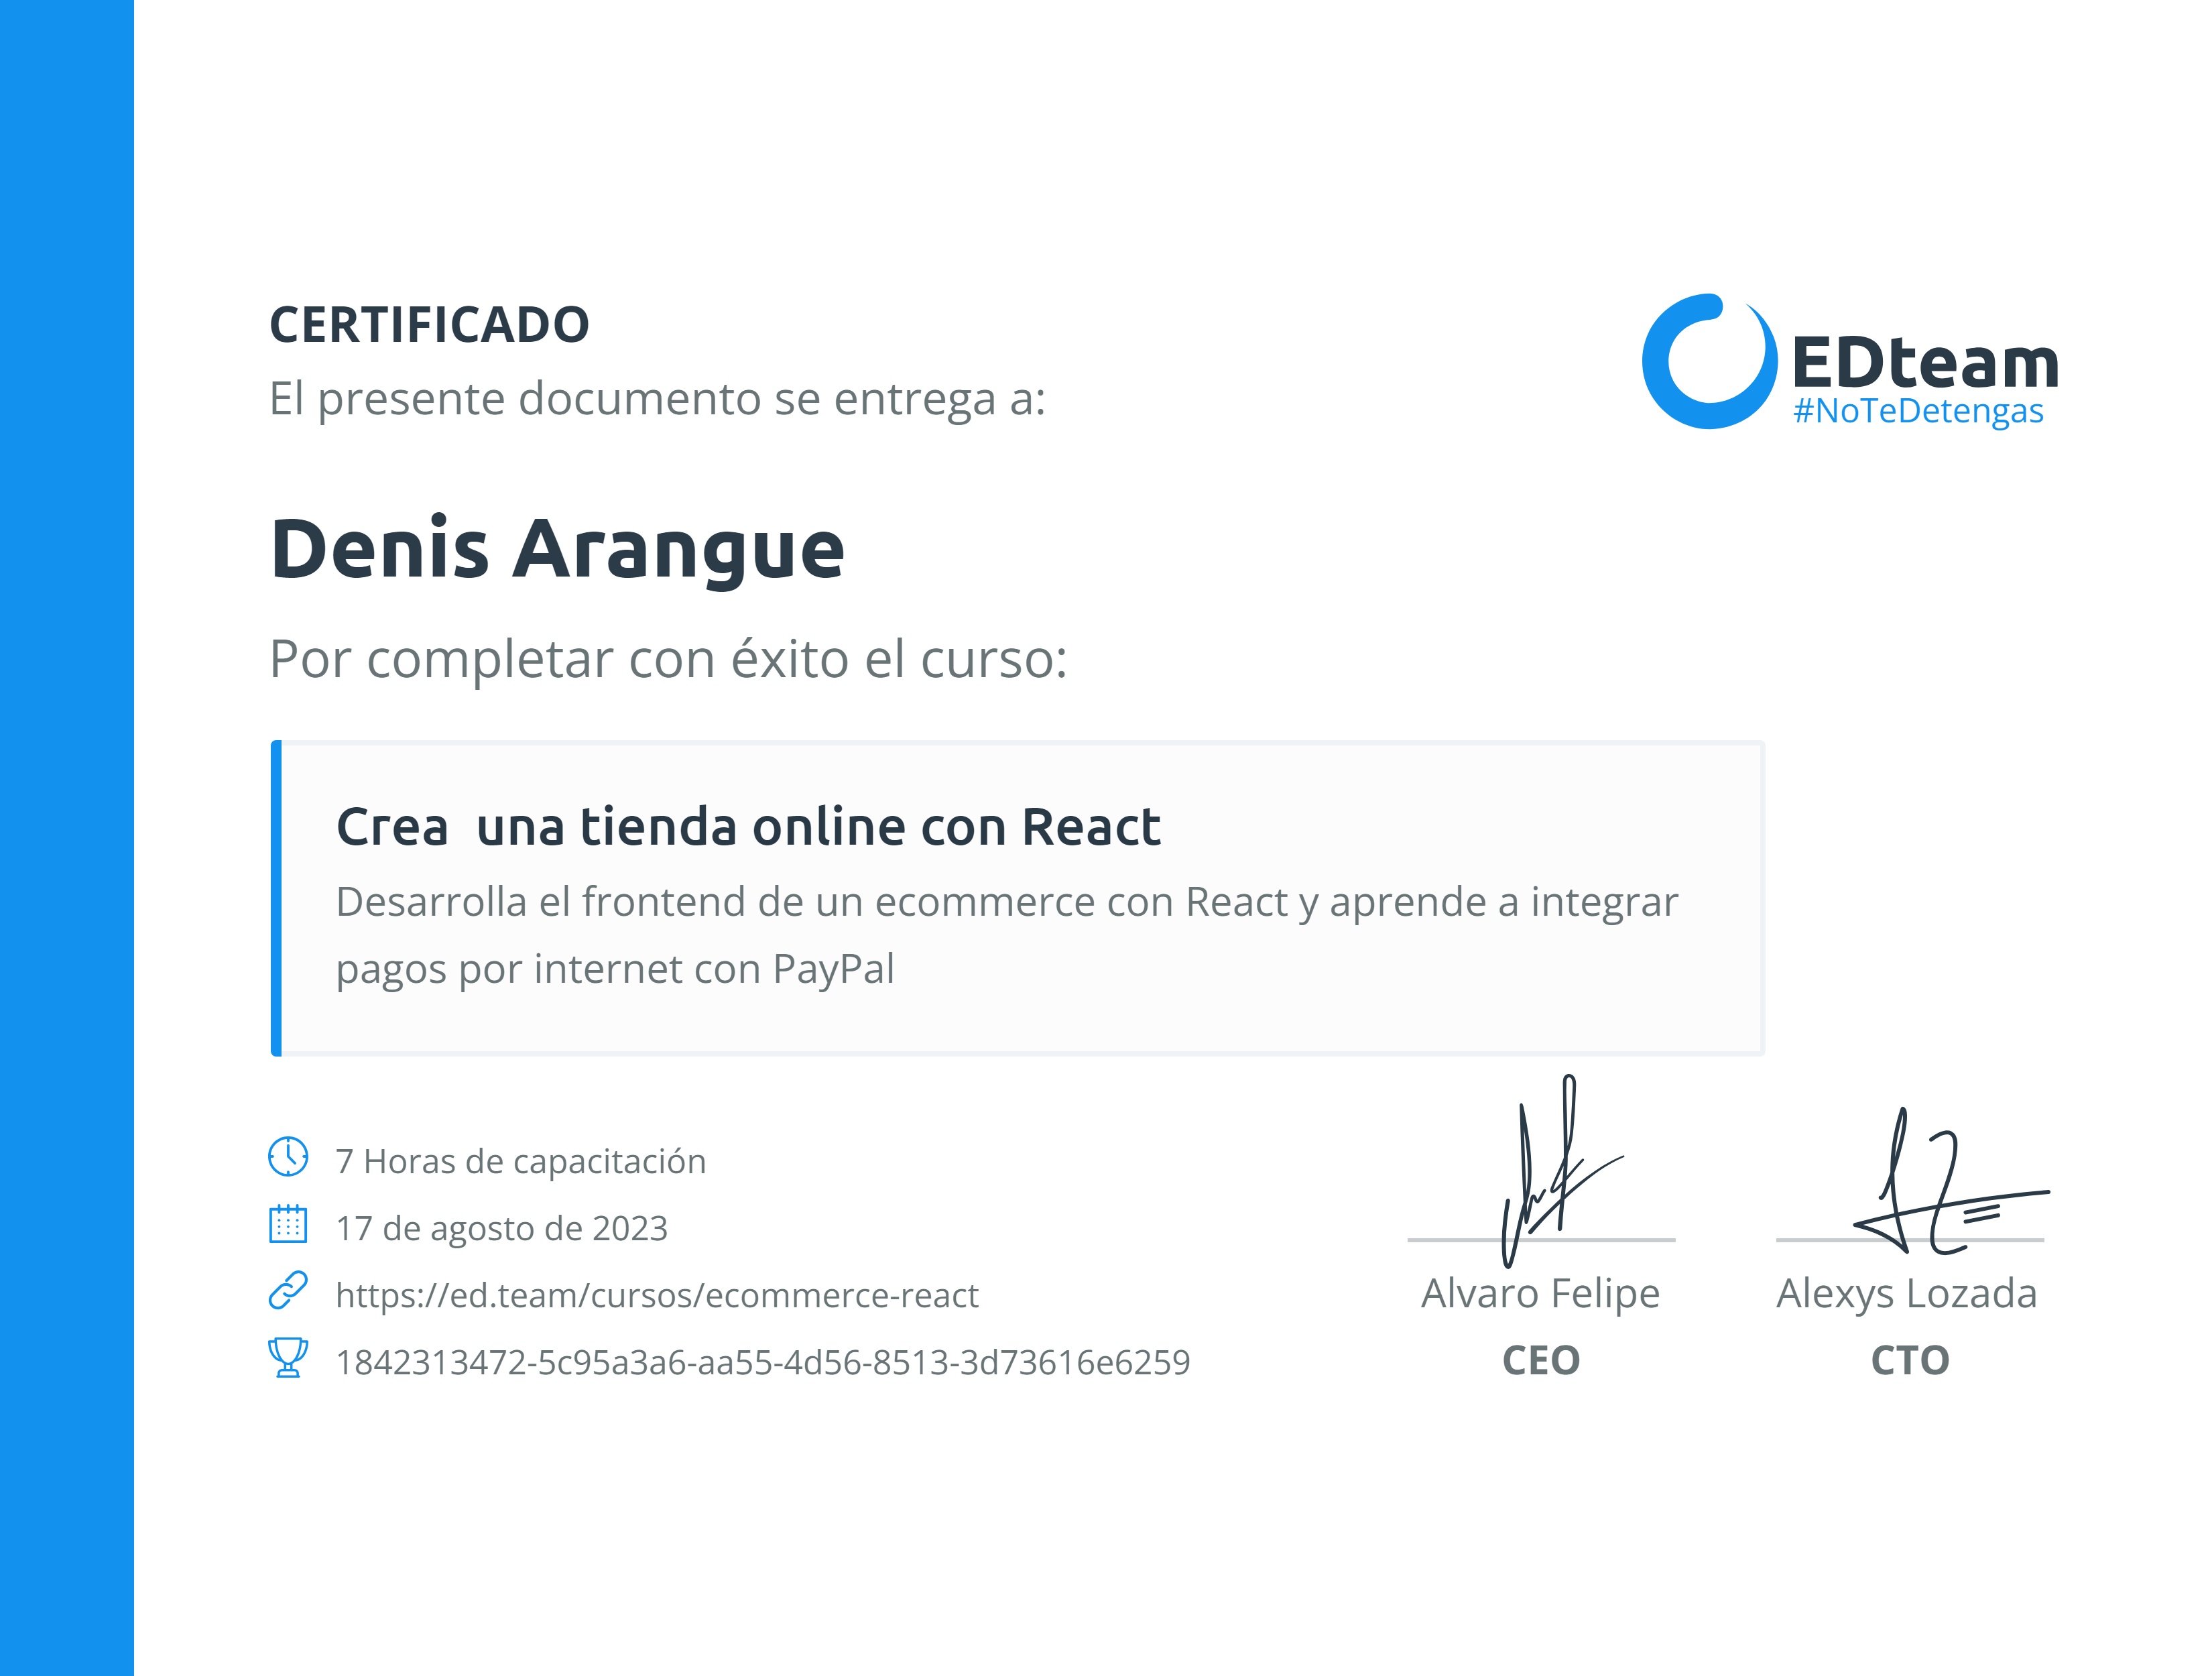 CERTIFICADO
El presente documento se entrega a:
EDteam
#NoTeDetengas
Denis Arangue
Por completar con éxito el curso:
Crea  una tienda online con React
Desarrolla el frontend de un ecommerce con React y aprende a integrar
pagos por internet con PayPal
7 Horas de capacitación
17 de agosto de 2023
https://ed.team/cursos/ecommerce-react
1842313472-5c95a3a6-aa55-4d56-8513-3d73616e6259
Alvaro Felipe
CEO
Alexys Lozada
CTO